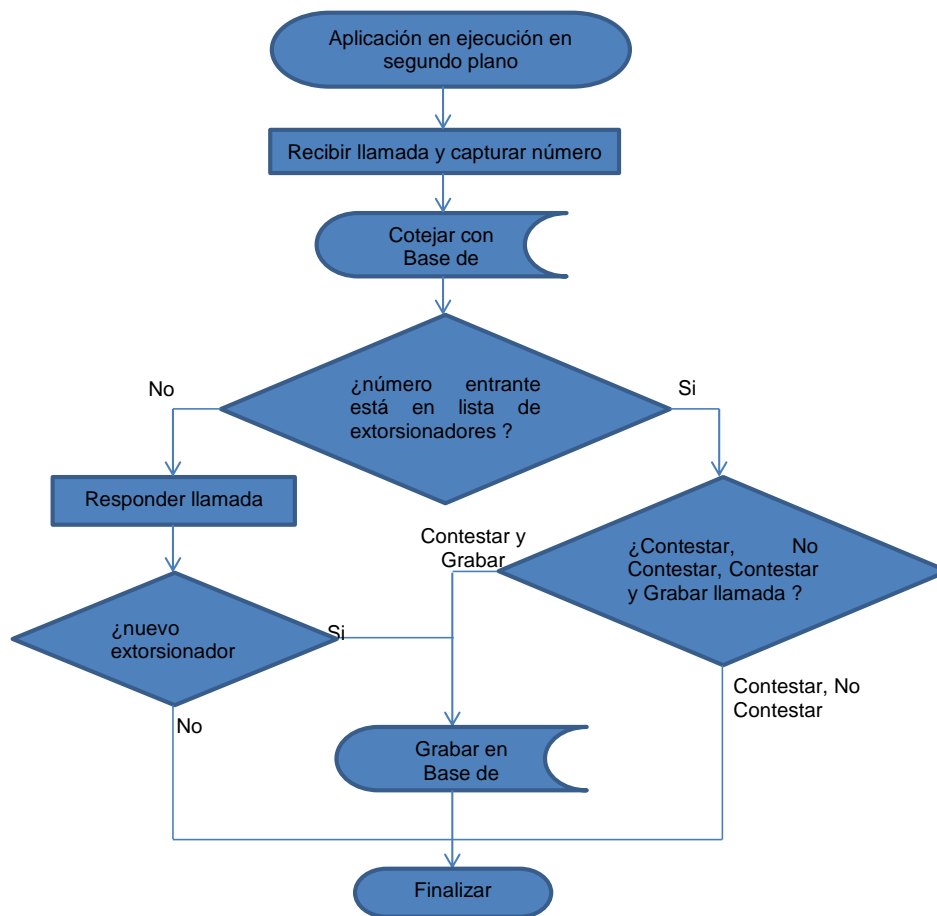 Aplicación en ejecución en
segundo plano
Recibir llamada y capturar número
Cotejar con
Base de
¿número entrante
está en lista de
extorsionadores ?
No
Si
Responder llamada
Contestar y
Grabar
¿Contestar, No
Contestar, Contestar
y Grabar llamada ?
¿nuevo
extorsionador
Si
No
Contestar, No
Contestar
Grabar en
Base de
Finalizar